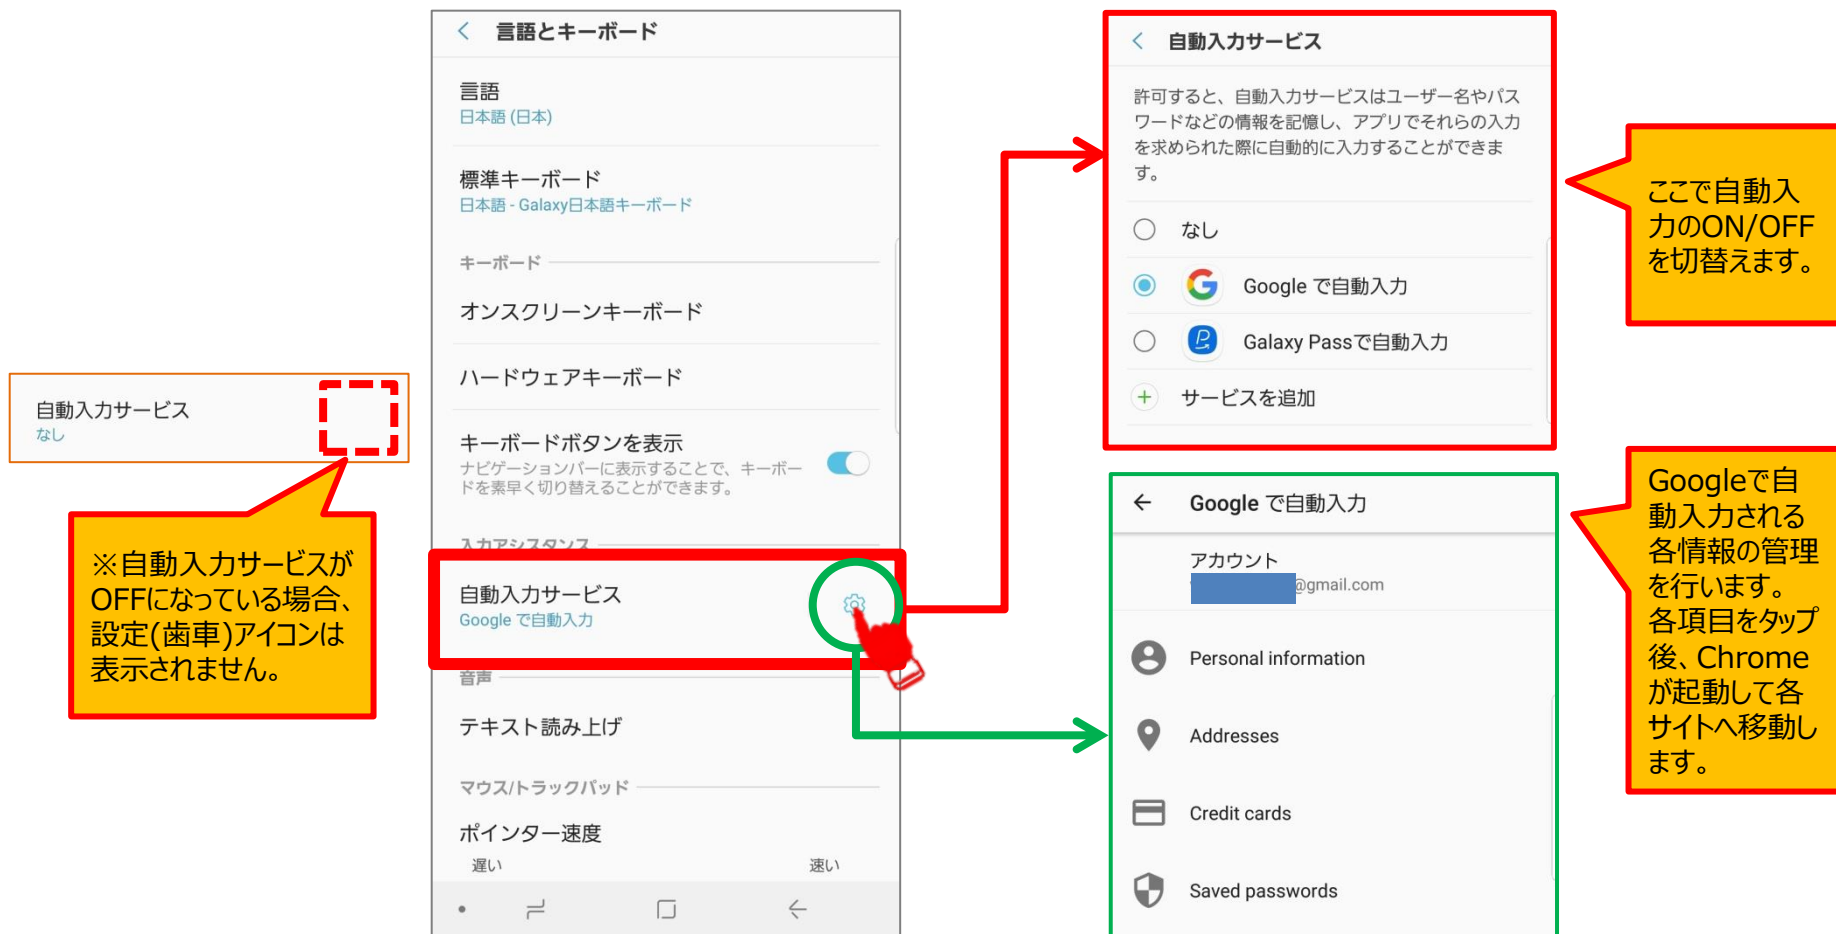 自動入力サービス
なし
※自動入力サービスが
OFFになっている場合、
設定(歯車)アイコンは
表示されません。
言語とキーボード
言語
日本語 (日本)
標準キーボード
日本語 - Galaxy日本語キーボード
キーボード
オンスクリーンキーボード
ハードウェアキーボード
キーボードボタンを表示
ナビゲーションバーに表示することで、キーボー
ドを素早く切り替えることができます。
入力アシスタンス
自動入力サービス
Google で自動入力
音声
テキスト読み上げ
マウス/トラックパッド
ポインター速度
遅い 速い
自動入力サービス
許可すると、自動入力サービスはユーザー名やパス
ワードなどの情報を記憶し、アプリでそれらの入力
を求められた際に自動的に入力することができま
す。
なし
Google で自動入力
Galaxy Passで自動入力
サービスを追加
ここで自動入
力のON/OFF
を切替えます。
Google で自動入力
アカウント
@gmail.com
Personal information
Addresses
Credit cards
Saved passwords
Googleで自
動入力される
各情報の管理
を行います。
各項目をタップ
後、Chrome
が起動して各
サイトへ移動し
ます。